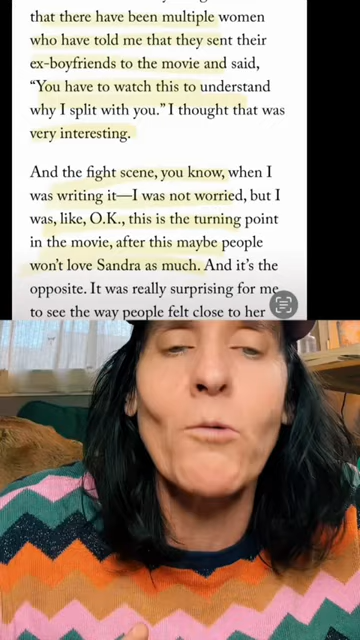 that there have been multiple women
who have told me that they sent their
ex-boyfriends to the movie and said,
“You have to watch this to understand
why I split with you.” I thought that was
very interesting.
And the fight scene, you know, when I
was writing it—I was not worried, but I
was, like, O.K., this is the turning point
in the movie, after this maybe people
won’t love Sandra as much. And it’s the
opposite. It was really surprising for me
to see the way people felt close to her